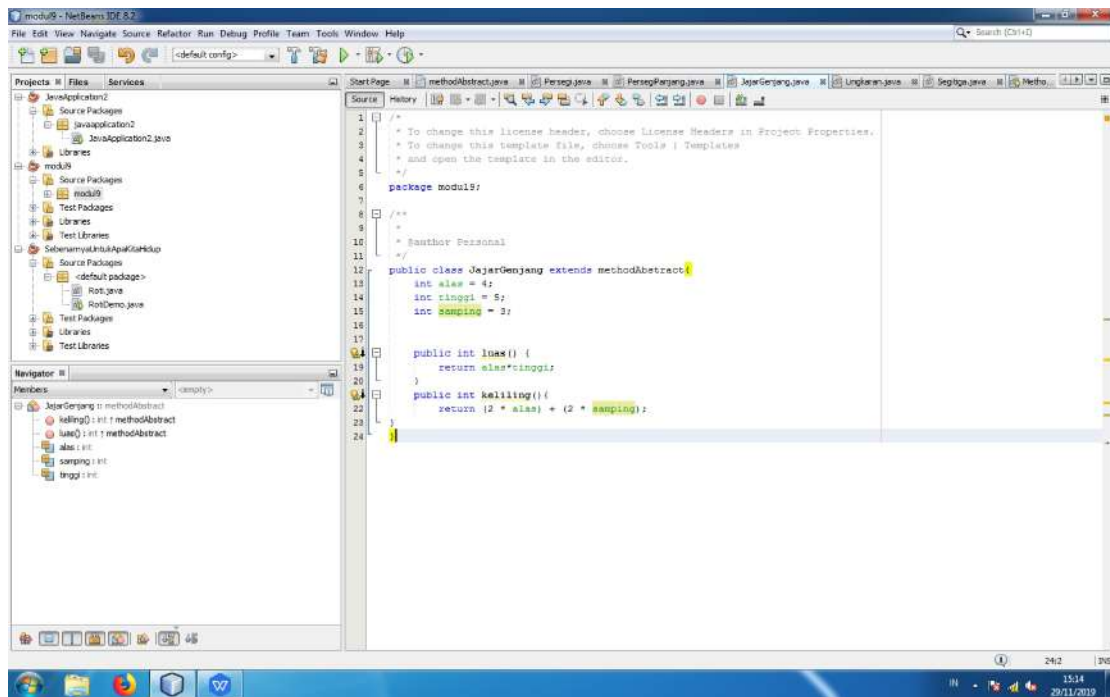 modul9 - NetBeans IDE 8.2
File Edit View Navigate Source Refactor Run Debug Profile Team Tools Window Help
Search (Ctrl+I)
<default config>
Projects Files Services
Start Page methodAbstract.java Persegi.java PersegiPanjang.java JajarGenjang.java Lingkaran.java Segitiga.java Metho...
Source History
JavaApplication2
Source Packages
javaapplication2
JavaApplication2.java
Libraries
modul9
Source Packages
modul9
Test Packages
Libraries
Test Libraries
SebenarnyaUntukApaKitaHidup
Source Packages
<default package>
Roti.java
RotiDemo.java
Test Packages
Libraries
Test Libraries
Navigator
Members <empty>
JajarGenjang :: methodAbstract
keliling() : int ↑ methodAbstract
luas() : int ↑ methodAbstract
alas : int
samping : int
tinggi : int
1 /*
2 * To change this license header, choose License Headers in Project Properties.
3 * To change this template file, choose Tools | Templates
4 * and open the template in the editor.
5 */
6 package modul9;
7
8 /**
9 *
10 * @author Personal
11 */
12 public class JajarGenjang extends methodAbstract{
13 int alas = 4;
14 int tinggi = 5;
15 int samping = 3;
16
17
public int luas() {
19 return alas*tinggi;
20 }
public int keliling(){
22 return (2 * alas) + (2 * samping);
23 }
24 }
24:2 INS
IN
15:14
29/11/2019